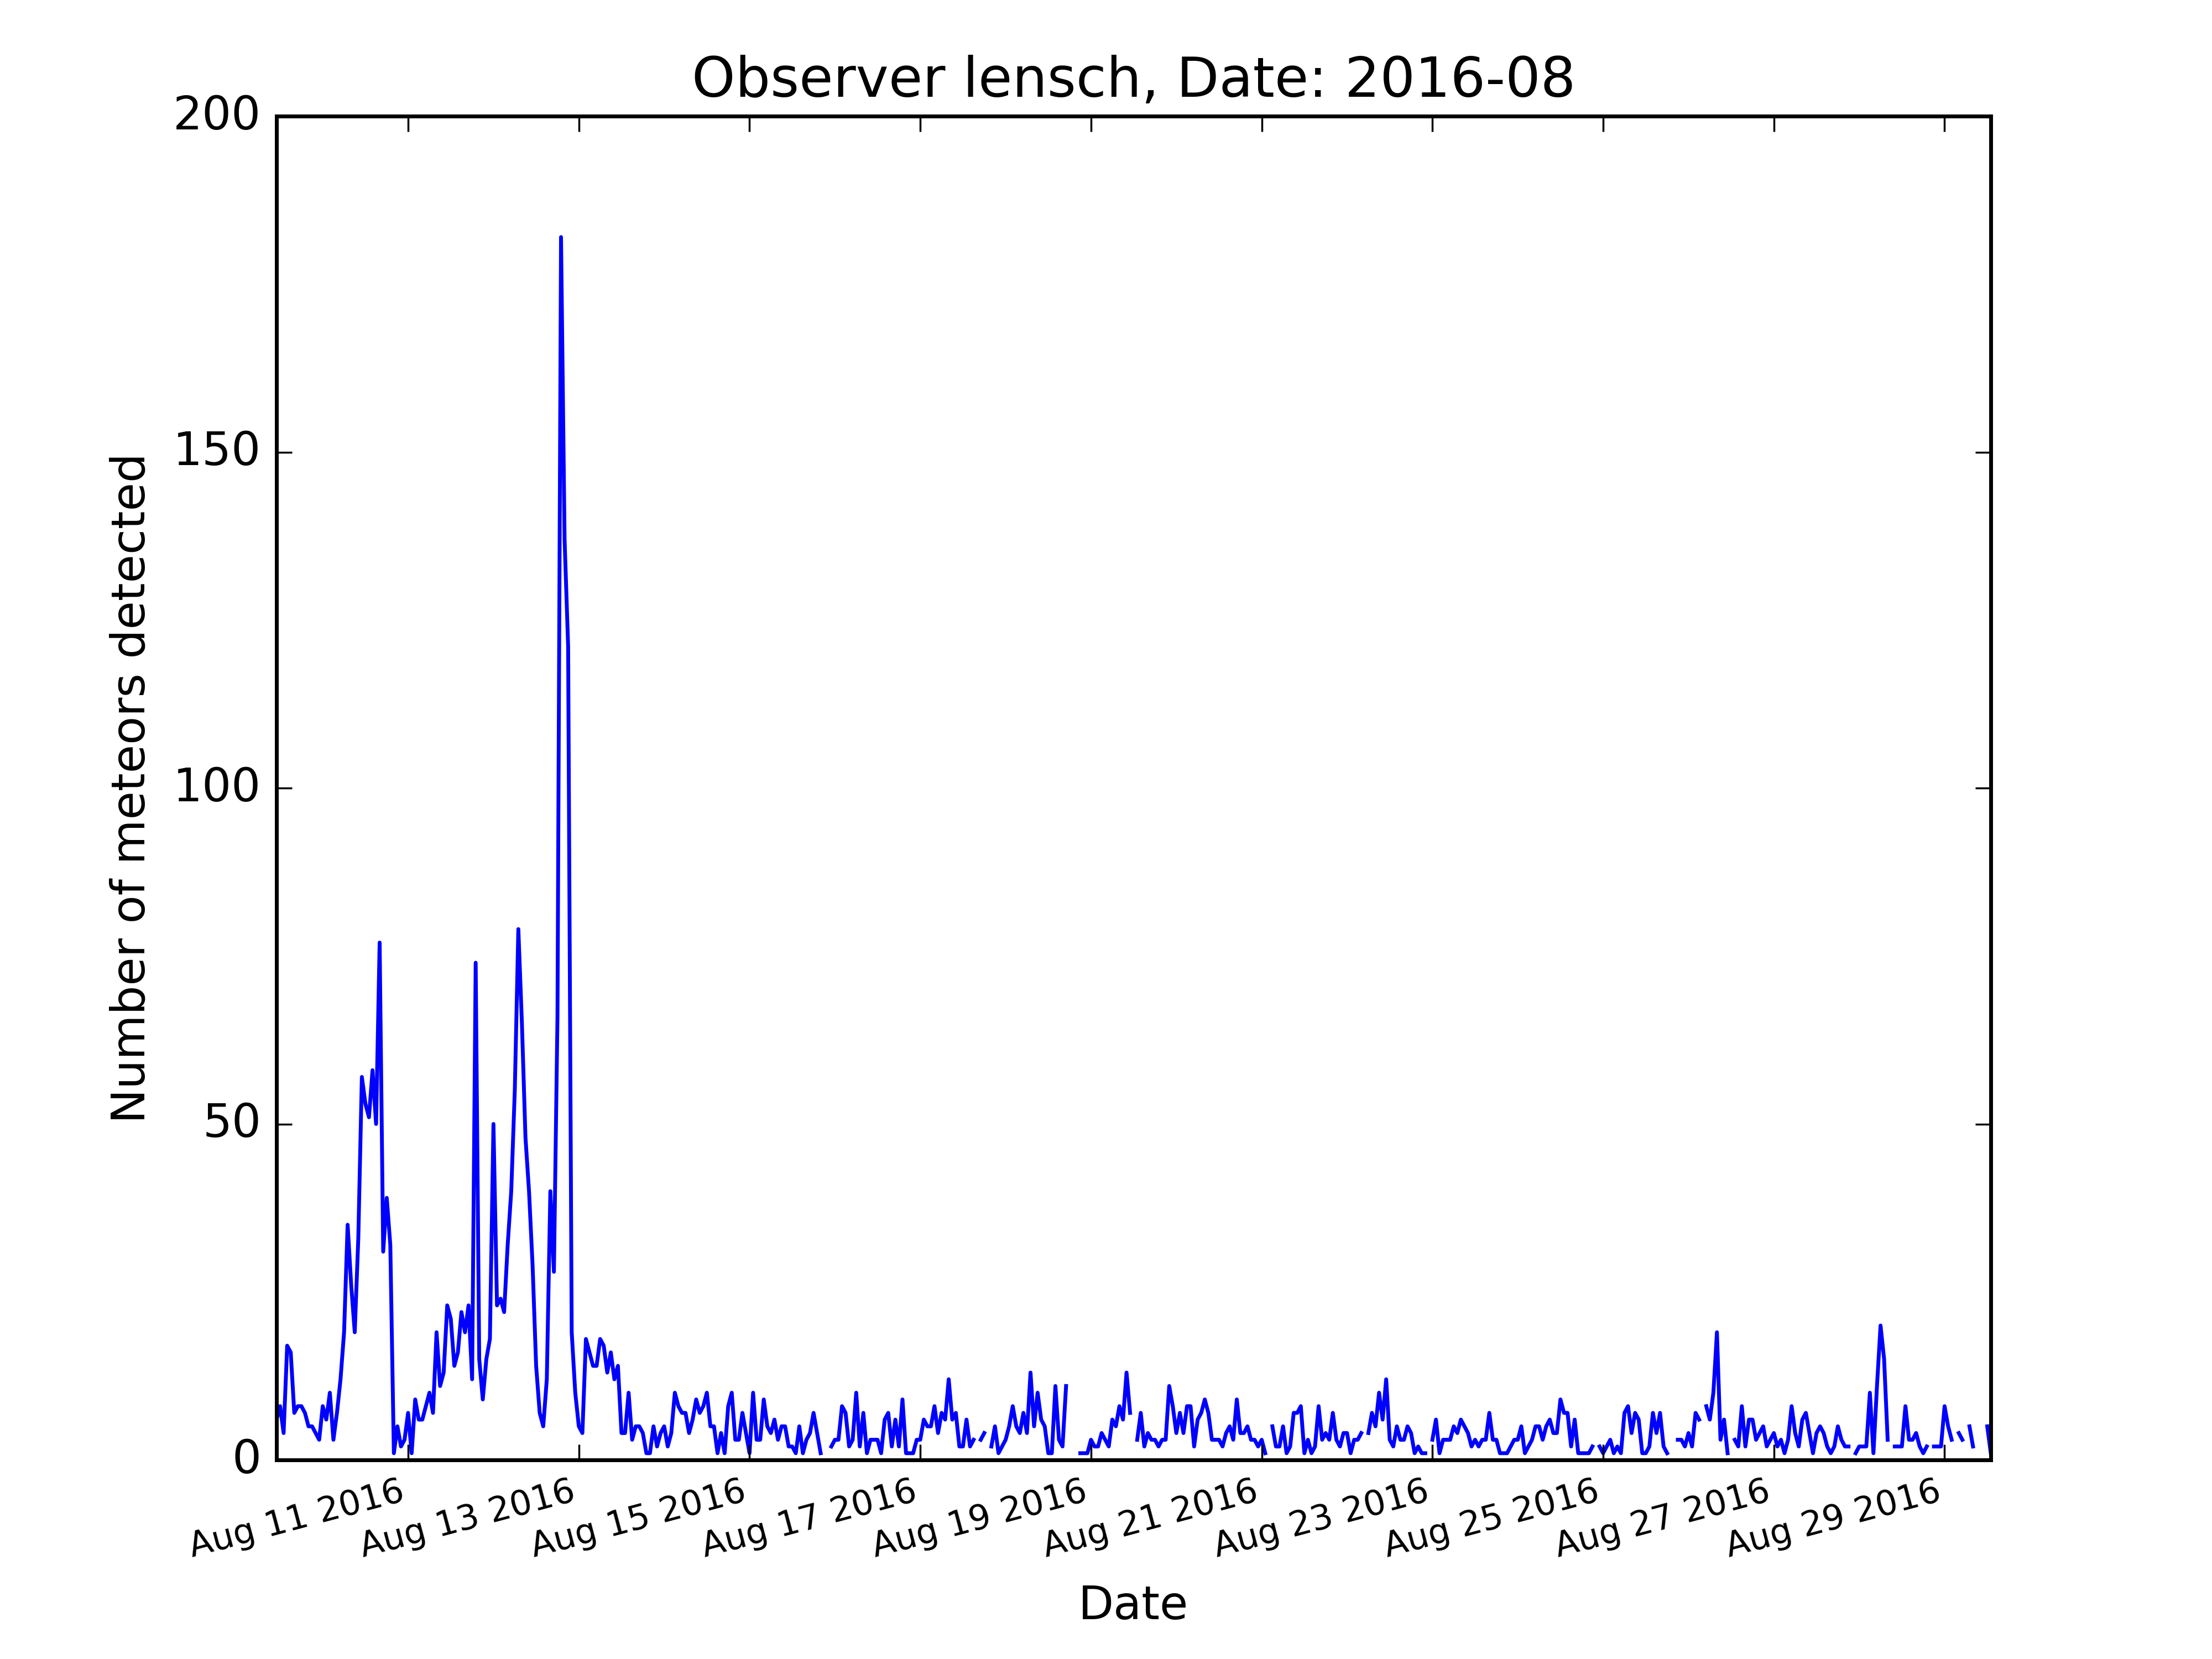 Observer lensch, Date: 2016-08
200
150
100
50
0
Number of meteors detected
Aug 11 2016
Aug 13 2016
Aug 15 2016
Aug 17 2016
Aug 19 2016
Aug 21 2016
Aug 23 2016
Aug 25 2016
Aug 27 2016
Aug 29 2016
Date